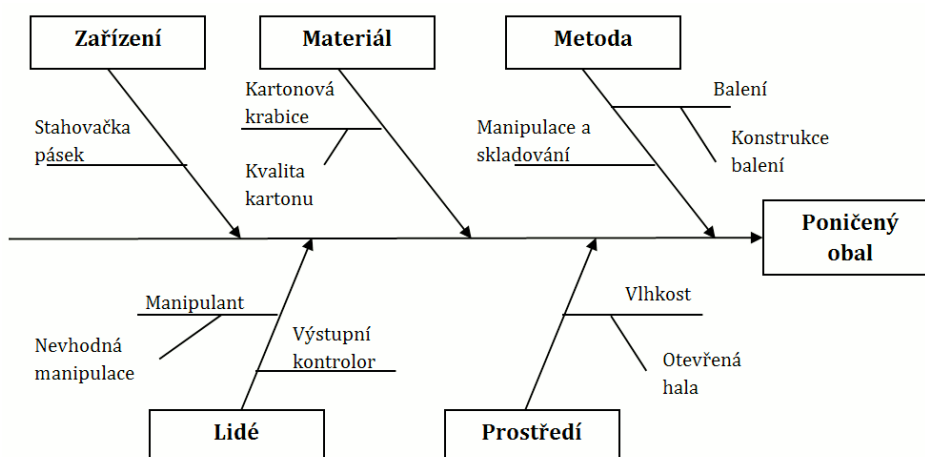 Zařízení
Materiál
Metoda
Stahovačka
pásek
Kartonová
krabice
Kvalita
kartonu
Manipulace a
skladování
Balení
Konstrukce
balení
Poničený
obal
Manipulant
Nevhodná
manipulace
Výstupní
kontrolor
Vlhkost
Otevřená
hala
Lidé
Prostředí